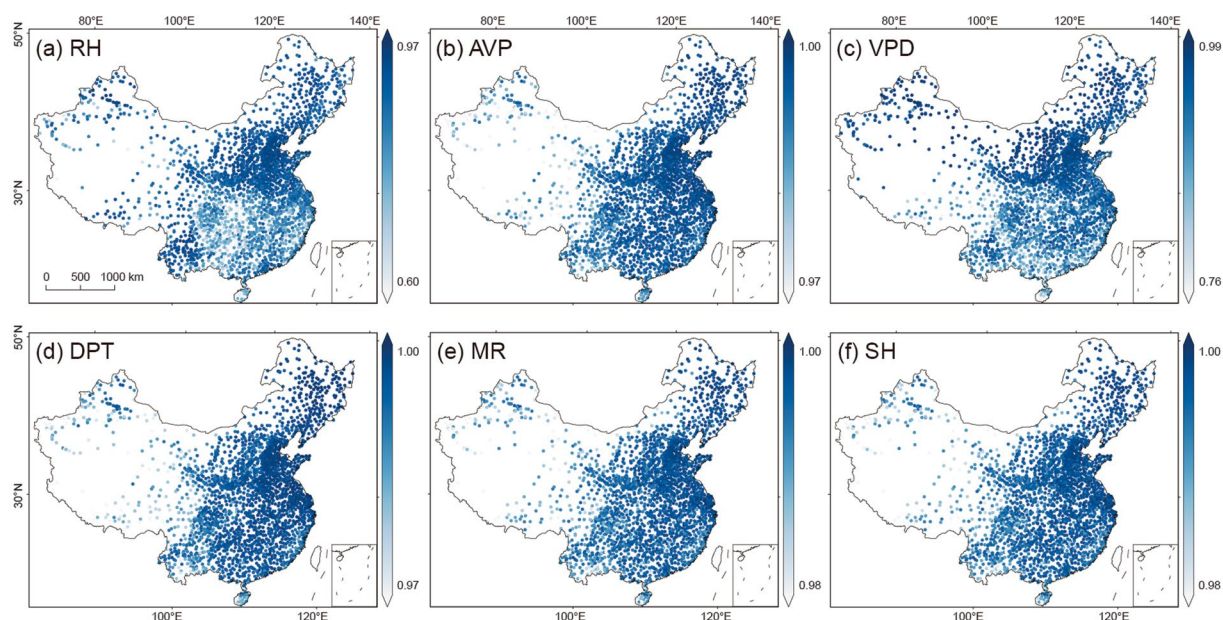 80°E 100°E 120°E 140°E
80°E 100°E 120°E 140°E
80°E 100°E 120°E 140°E
50°N
30°N
(a) RH
0.97
0.60
0 500 1000 km
(b) AVP
1.00
0.97
(c) VPD
0.99
0.76
50°N
30°N
(d) DPT
1.00
0.97
(e) MR
1.00
0.98
(f) SH
1.00
0.98
100°E 120°E
100°E 120°E
100°E 120°E